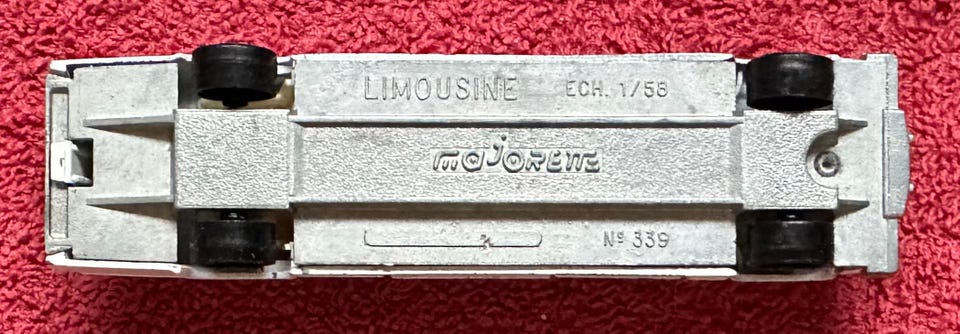 LIMOUSINE ECH. 1/58
majorette
Nº 339